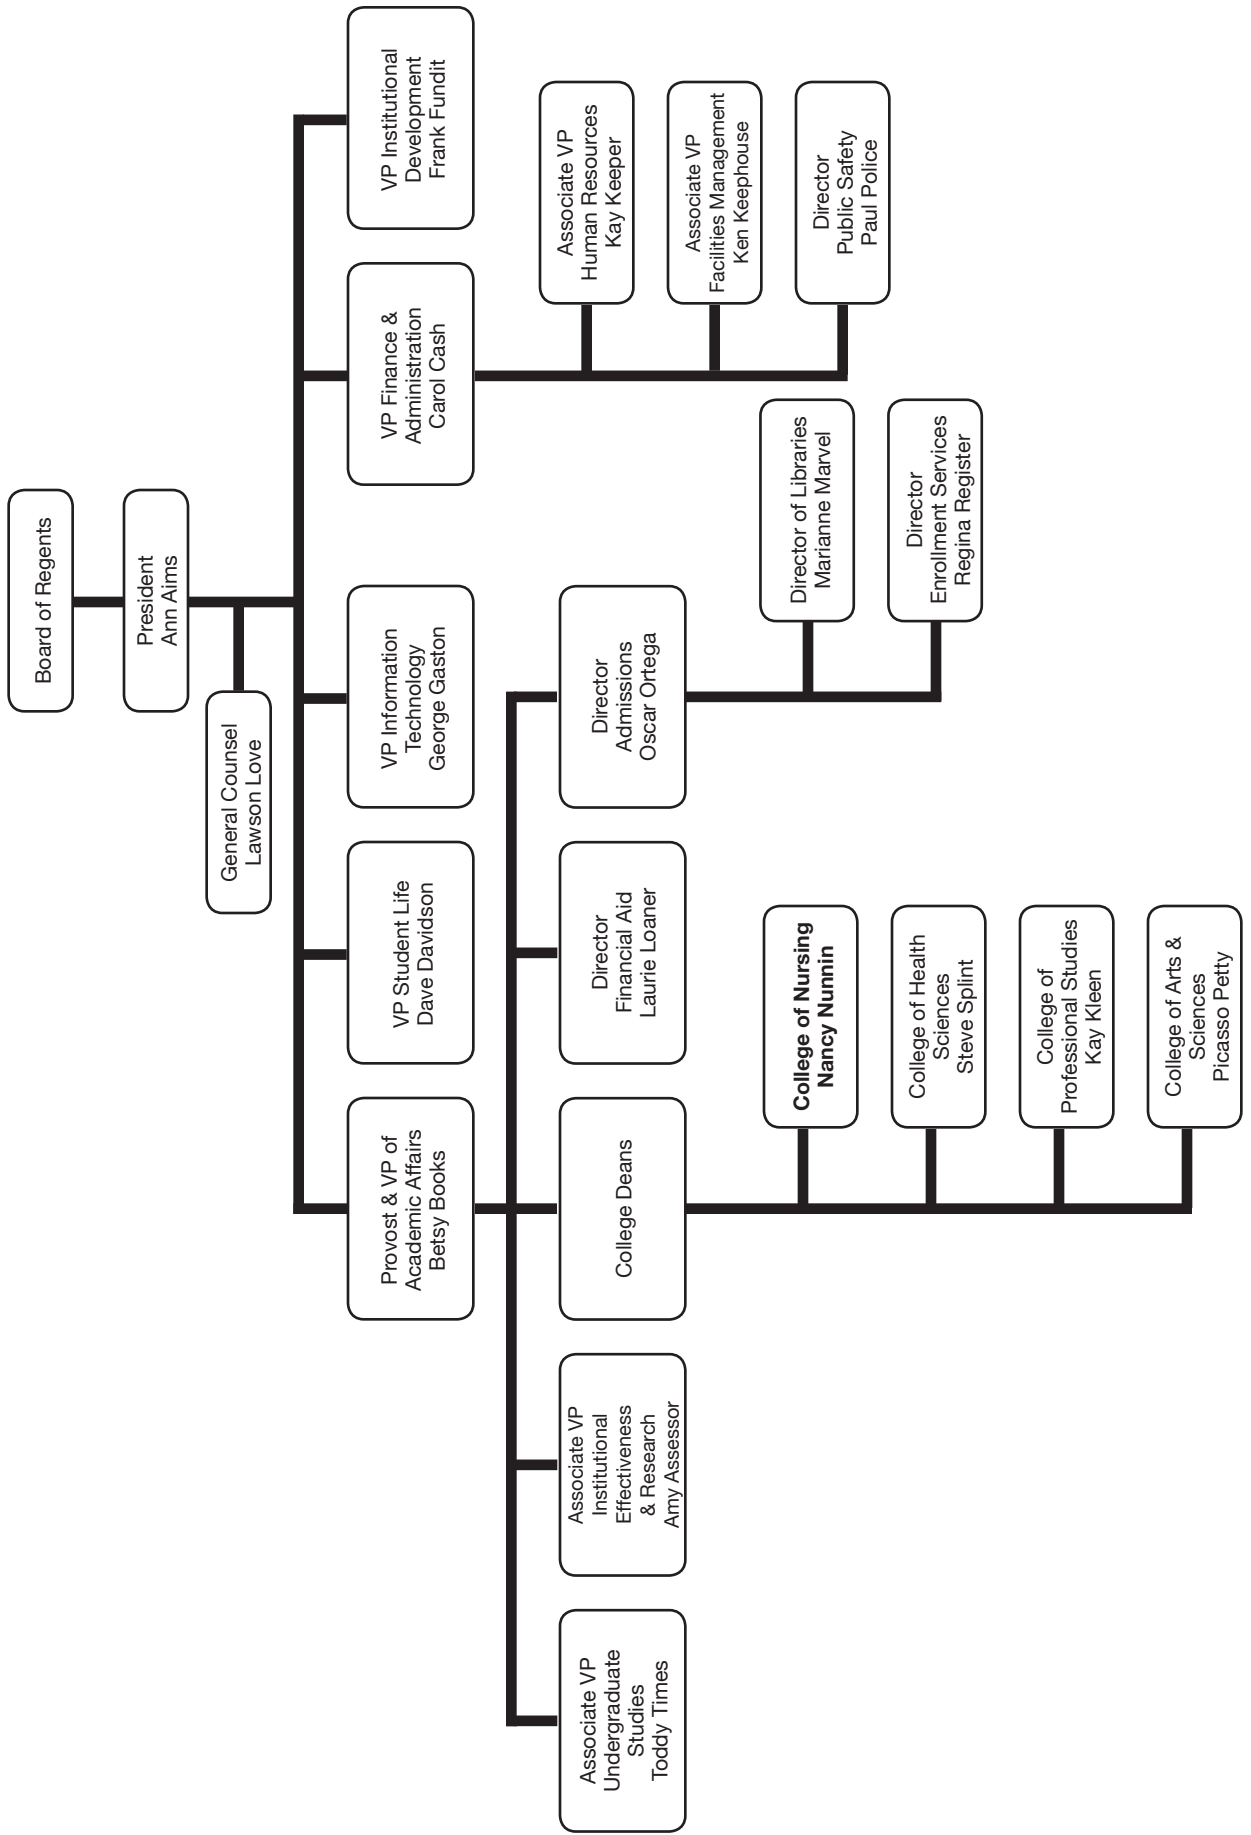 Board of Regents
President
Ann Aims
General Counsel
Lawson Love
Provost & VP of
Academic Affairs
Betsy Books
VP Student Life
Dave Davidson
VP Information
Technology
George Gaston
VP Finance &
Administration
Carol Cash
VP Institutional
Development
Frank Fundit
Associate VP
Undergraduate
Studies
Toddy Times
Associate VP
Institutional
Effectiveness
& Research
Amy Assessor
College Deans
Director
Financial Aid
Laurie Loaner
Director
Admissions
Oscar Ortega
Associate VP
Human Resources
Kay Keeper
Associate VP
Facilities Management
Ken Keephouse
Director
Public Safety
Paul Police
Director of Libraries
Marianne Marvel
Director
Enrollment Services
Regina Register
College of Nursing
Nancy Nunnin
College of Health
Sciences
Steve Splint
College of
Professional Studies
Kay Kleen
College of Arts &
Sciences
Picasso Petty